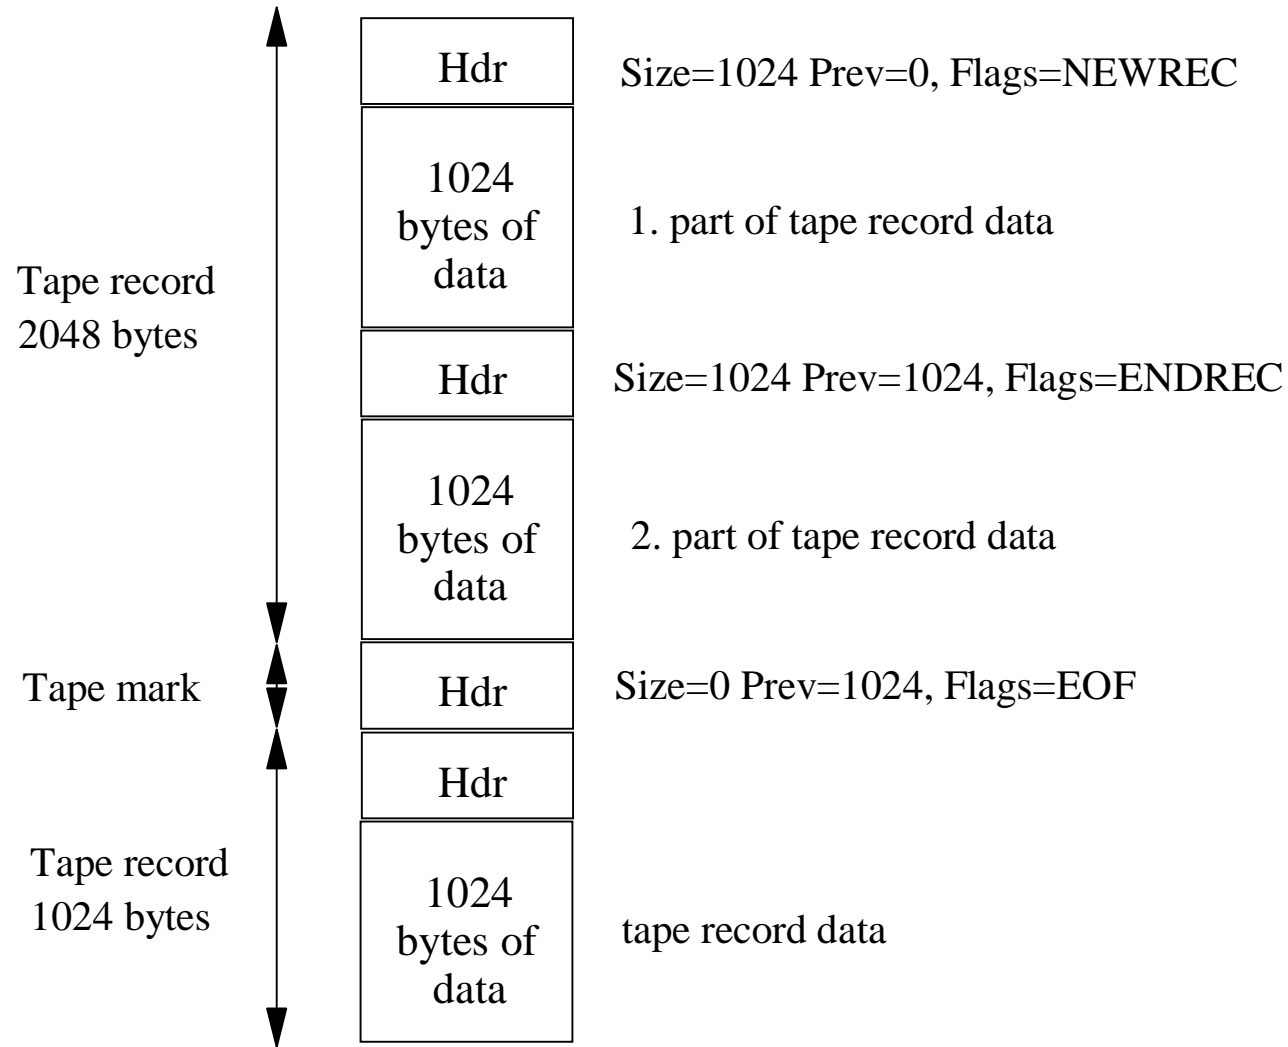 Hdr
Size=1024 Prev=0, Flags=NEWREC
1024
bytes of
data
1. part of tape record data
Tape record
2048 bytes
Hdr
Size=1024 Prev=1024, Flags=ENDREC
1024
bytes of
data
2. part of tape record data
Tape mark
Hdr
Size=0 Prev=1024, Flags=EOF
Hdr
Tape record
1024 bytes
1024
bytes of
data
tape record data